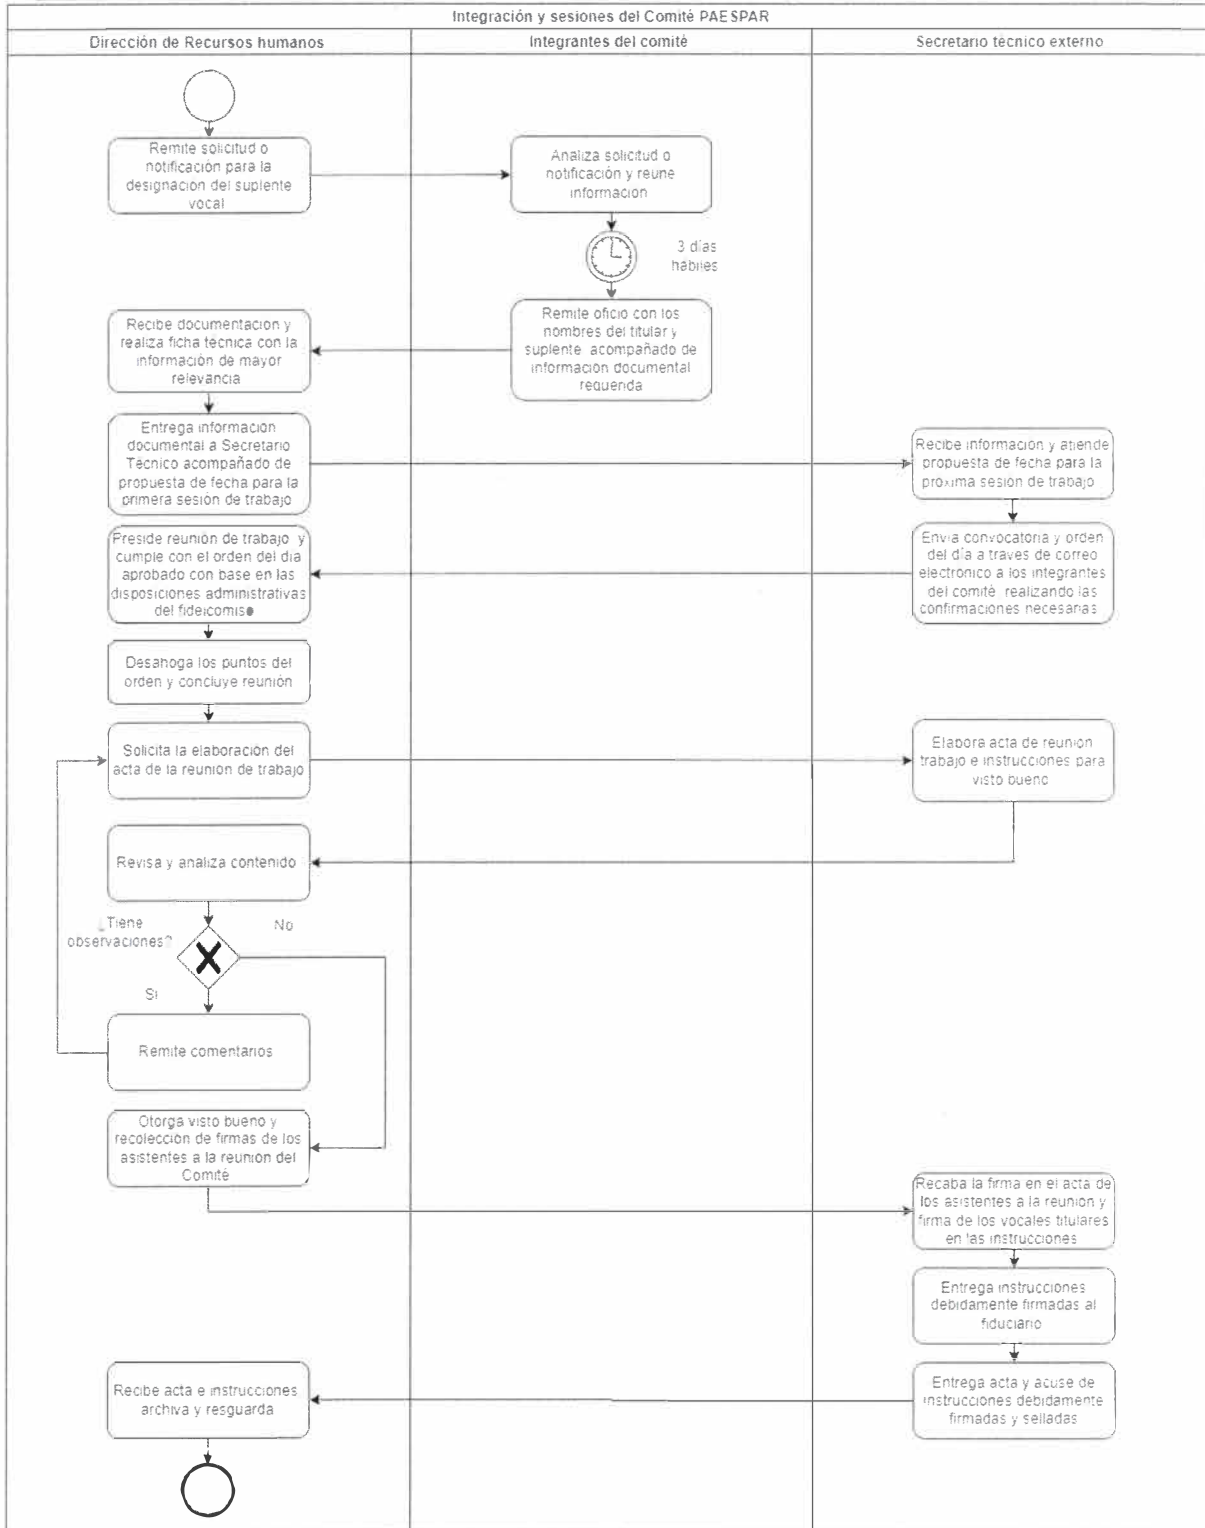 Integración y sesiones del Comité PAESPAR
Dirección de Recursos humanos
Integrantes del comité
Secretario técnico externo
Remite solicitud o
notificación para la
designación del suplente
vocal
Analiza solicitud o
notificación y reune
información
3 días
hábiles
Remite oficio con los
nombres del titular y
suplente acompañado de
información documental
requerida
Recibe documentación y
realiza ficha técnica con la
información de mayor
relevancia
Entrega información
documental a Secretario
Técnico acompañado de
propuesta de fecha para la
primera sesión de trabajo
Recibe información y atiende
propuesta de fecha para la
próxima sesión de trabajo
Envía convocatoria y orden
del día a traves de correo
electrónico a los integrantes
del comité realizando las
confirmaciones necesarias
Preside reunión de trabajo y
cumple con el orden del día
aprobado con base en las
disposiciones administrativas
del fideicomiso
Desahoga los puntos del
orden y concluye reunión
Solicita la elaboración del
acta de la reunión de trabajo
Elabora acta de reunión
trabajo e instrucciones para
visto bueno
Revisa y analiza contenido
¿Tiene
observaciones?
No
Si
Remite comentarios
Otorga visto bueno y
recolección de firmas de los
asistentes a la reunión del
Comité
Recaba la firma en el acta de
los asistentes a la reunión y
firma de los vocales titulares
en las instrucciones
Entrega instrucciones
debidamente firmadas al
fiduciario
Entrega acta y acuse de
instrucciones debidamente
firmadas y selladas
Recibe acta e instrucciones
archiva y resguarda